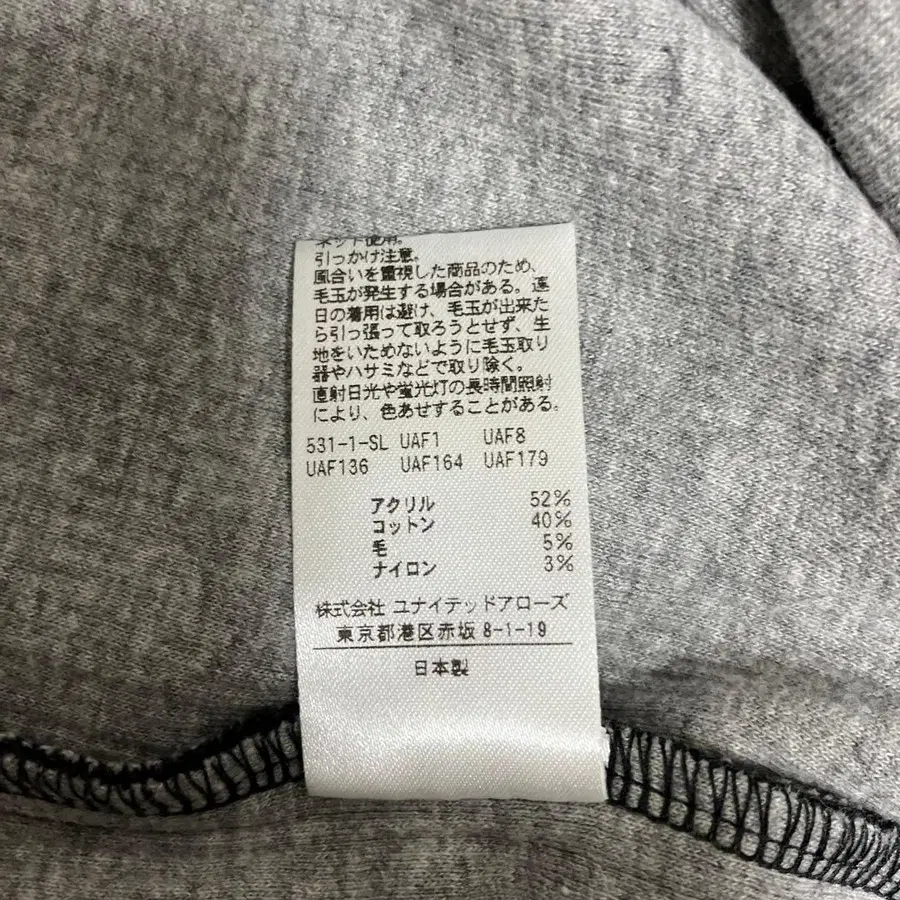 ネット使用。
引っかけ注意。
風合いを重視した商品のため、
毛玉が発生する場合がある。連
日の着用は避け、毛玉が出来た
ら引っ張って取ろうとせず、生
地をいためないように毛玉取り
器やハサミなどで取り除く。
直射日光や蛍光灯の長時間照射
により、色あせすることがある。
531-1-SL UAF1 UAF8
UAF136 UAF164 UAF179
アクリル 52%
コットン 40%
毛 5%
ナイロン 3%
株式会社 ユナイテッドアローズ
東京都港区赤坂 8-1-19
日本製